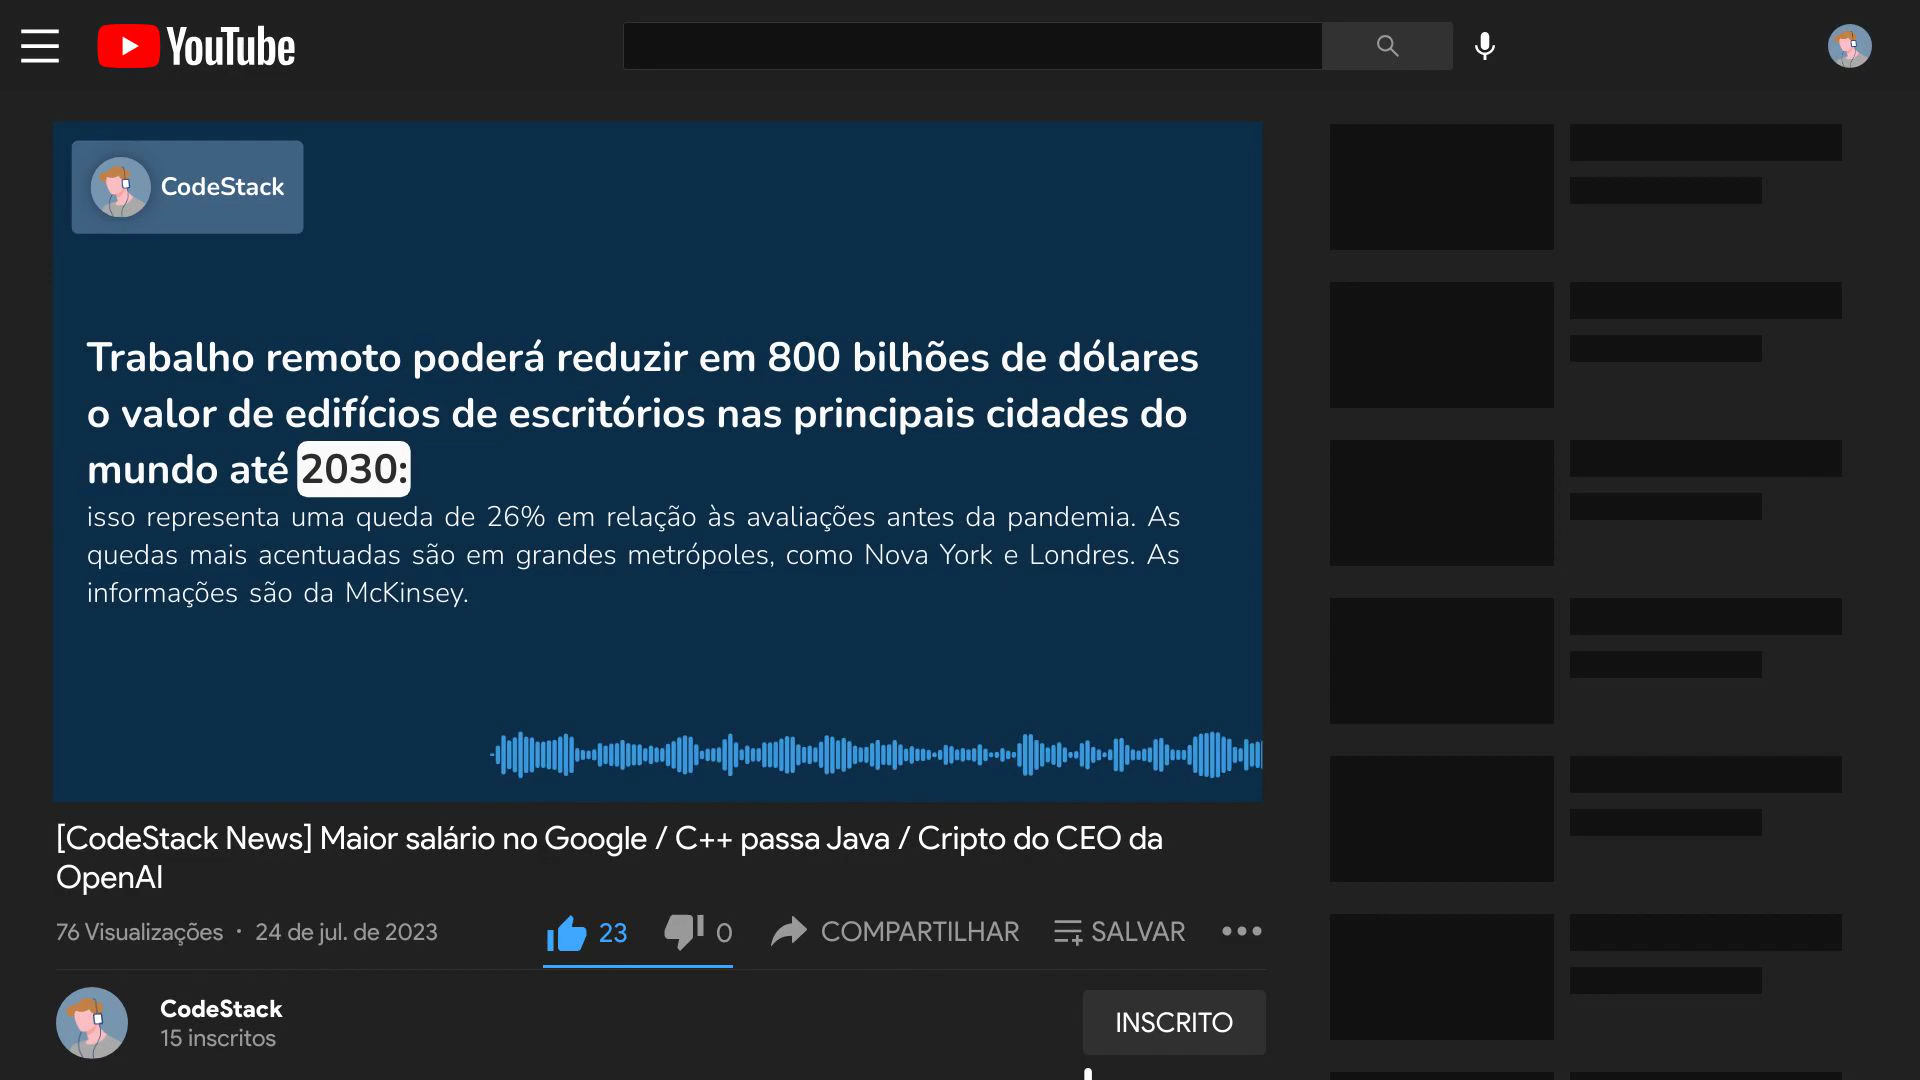 YouTube
CodeStack
Trabalho remoto poderá reduzir em 800 bilhões de dólares
o valor de edifícios de escritórios nas principais cidades do
mundo até 2030:
isso representa uma queda de 26% em relação às avaliações antes da pandemia. As
quedas mais acentuadas são em grandes metrópoles, como Nova York e Londres. As
informações são da McKinsey.
[CodeStack News] Maior salário no Google / C++ passa Java / Cripto do CEO da
OpenAI
76 Visualizações · 24 de jul. de 2023
23
0
COMPARTILHAR
SALVAR
CodeStack
15 inscritos
INSCRITO